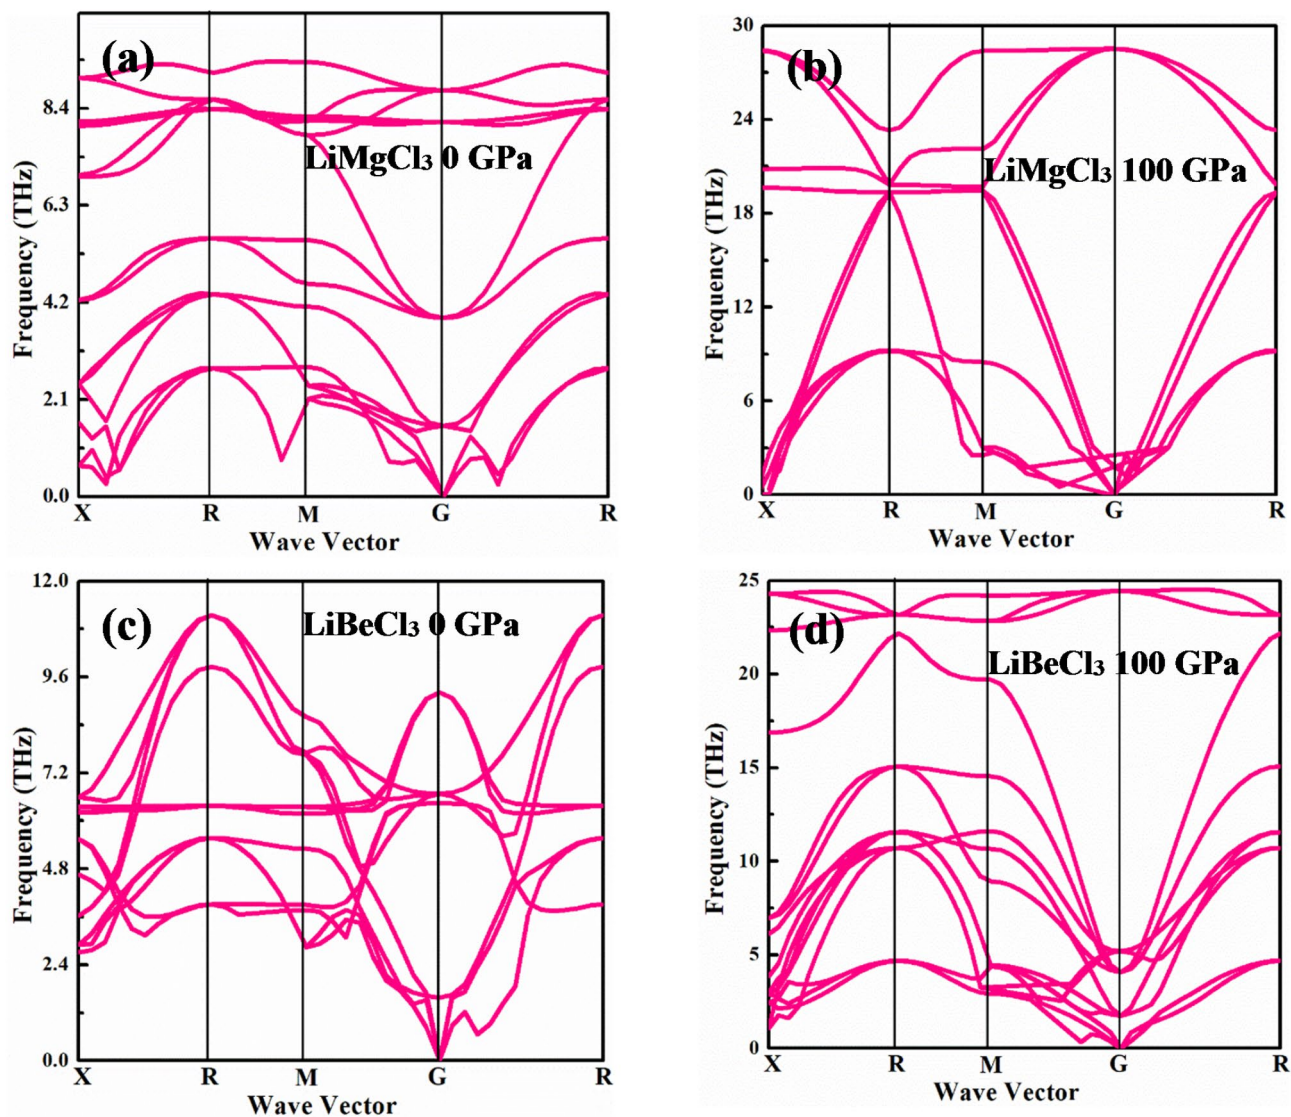 (a)
LiMgCl₃ 0 GPa
8.4
6.3
4.2
2.1
0.0
Frequency (THz)
X R M G R
Wave Vector
(b)
LiMgCl₃ 100 GPa
30
24
18
12
6
0
Frequency (THz)
X R M G R
Wave Vector
(c)
LiBeCl₃ 0 GPa
12.0
9.6
7.2
4.8
2.4
0.0
Frequency (THz)
X R M G R
Wave Vector
(d)
LiBeCl₃ 100 GPa
25
20
15
10
5
0
Frequency (THz)
X R M G R
Wave Vector